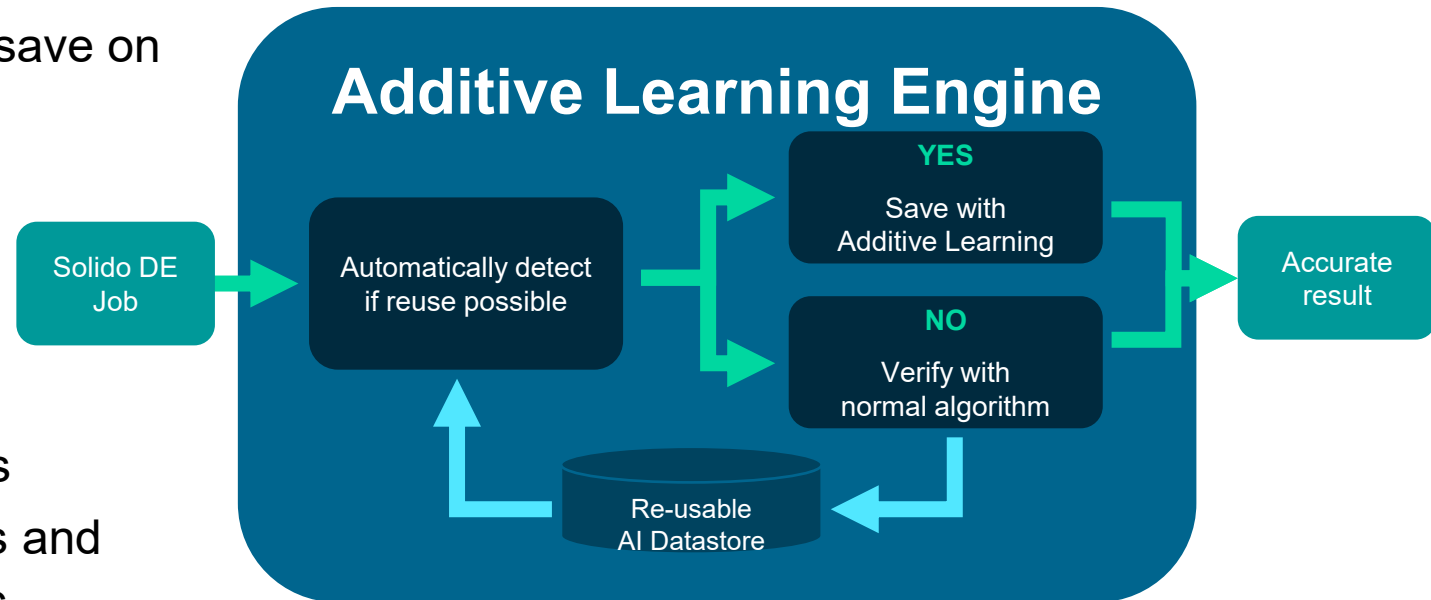 save on
Additive Learning Engine
YES
Save with
Additive Learning
Solido DE
Job
Automatically detect
if reuse possible
Accurate
result
NO
Verify with
normal algorithm
s
s and
Re-usable
AI Datastore